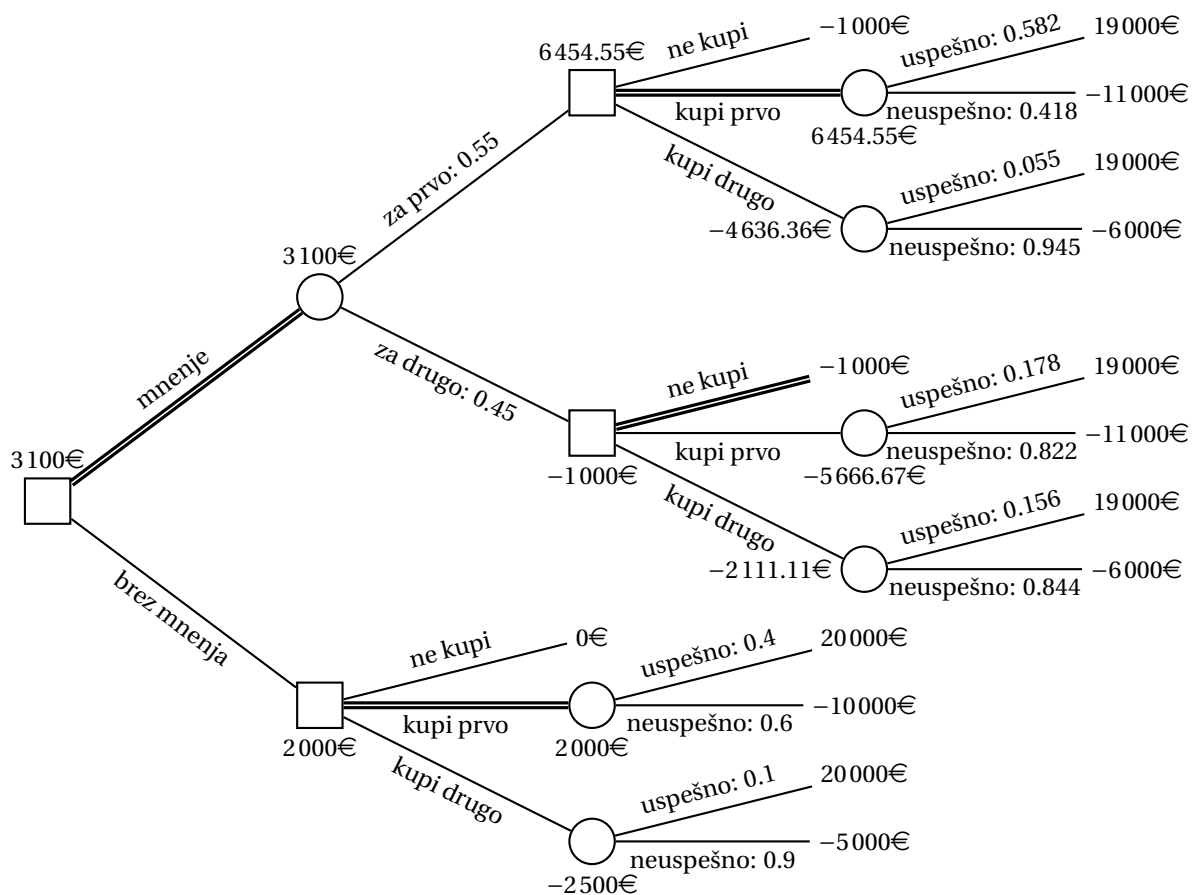 ne kupi
−1000€
uspešno: 0.582
19000€
6454.55€
kupi prvo
neuspešno: 0.418
−11000€
6454.55€
za prvo: 0.55
kupi drugo
uspešno: 0.055
19000€
−4636.36€
neuspešno: 0.945
−6000€
3100€
mnenje
za drugo: 0.45
ne kupi
−1000€
uspešno: 0.178
19000€
kupi prvo
neuspešno: 0.822
−11000€
−1000€
−5666.67€
3100€
kupi drugo
uspešno: 0.156
19000€
−2111.11€
neuspešno: 0.844
−6000€
brez mnenja
ne kupi
0€
uspešno: 0.4
20000€
kupi prvo
neuspešno: 0.6
−10000€
2000€
2000€
kupi drugo
uspešno: 0.1
20000€
neuspešno: 0.9
−5000€
−2500€